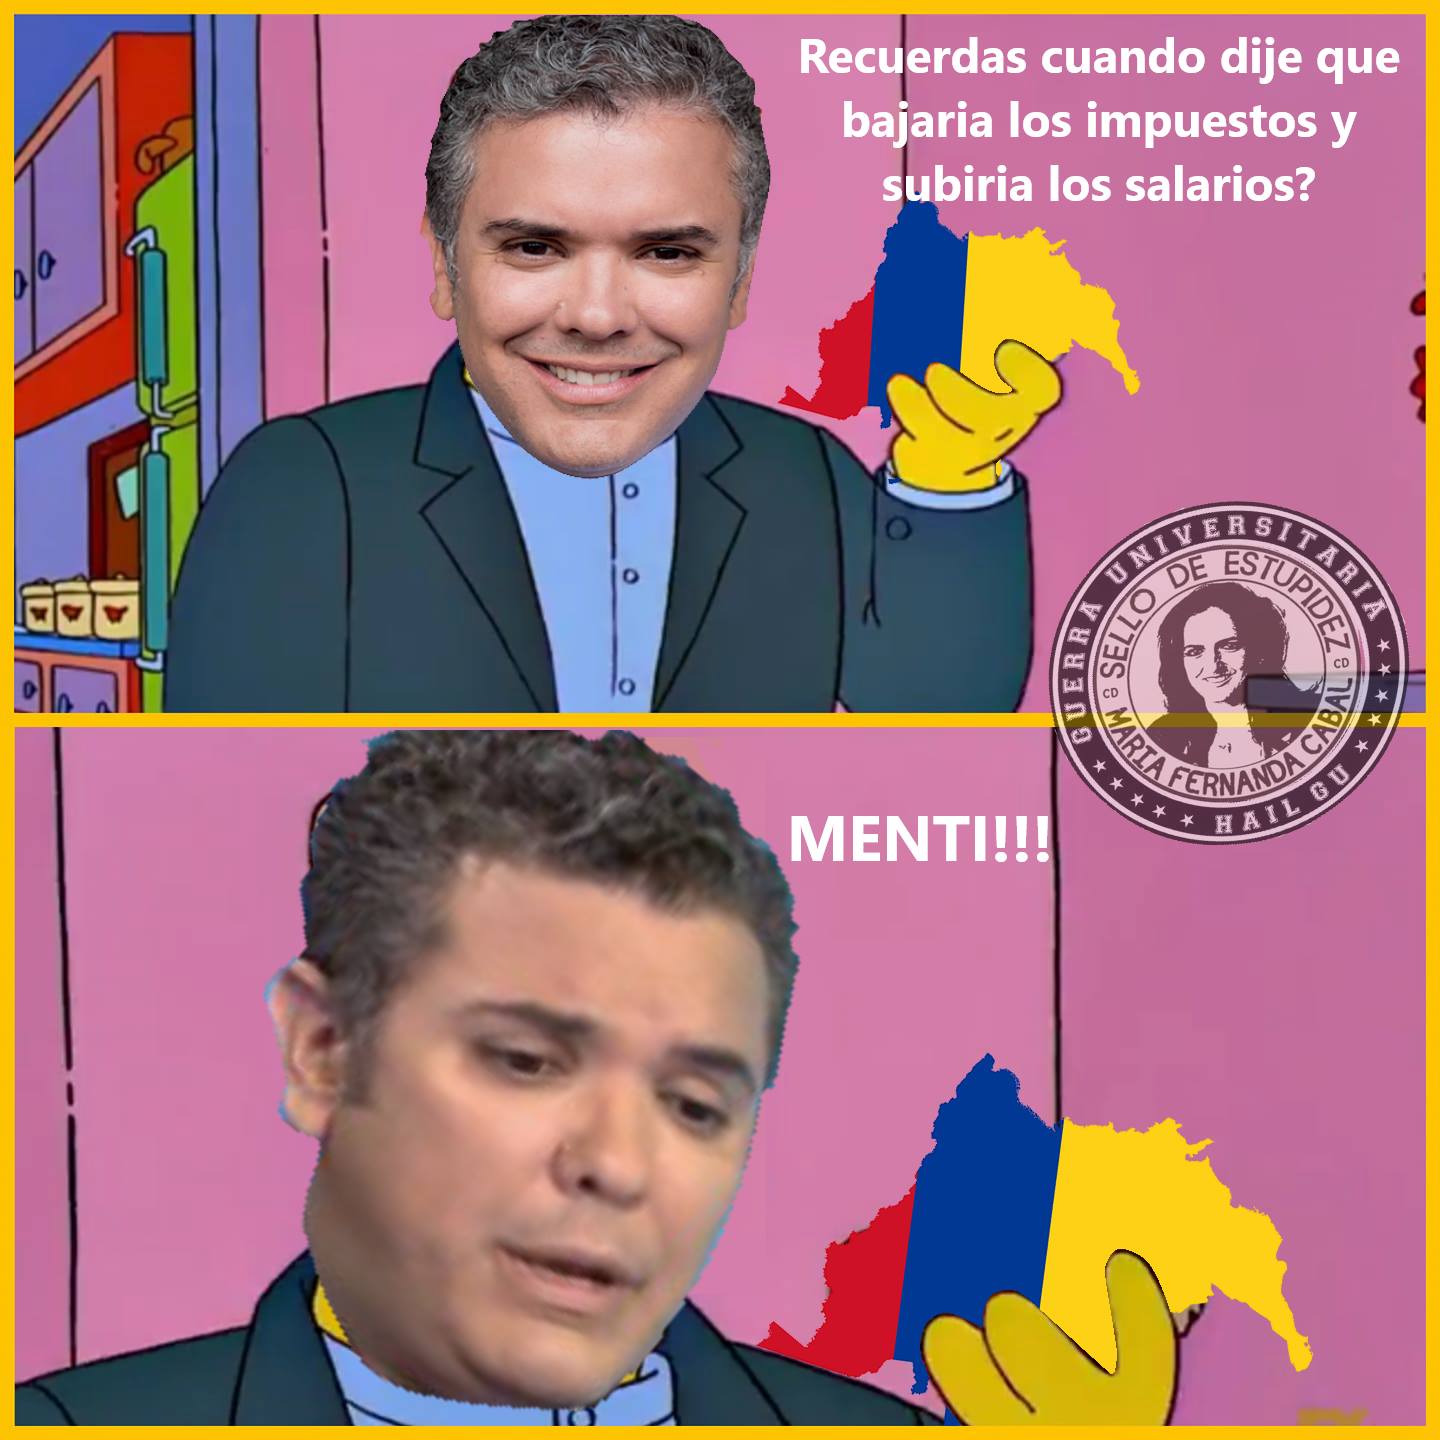 Recuerdas cuando dije que
bajaria los impuestos y
subiria los salarios?
GUERRA UNIVERSITARIA
SELLO DE ESTUPIDEZ
CD
CD
MARIA FERNANDA CABAL
HAIL GU
MENTI!!!